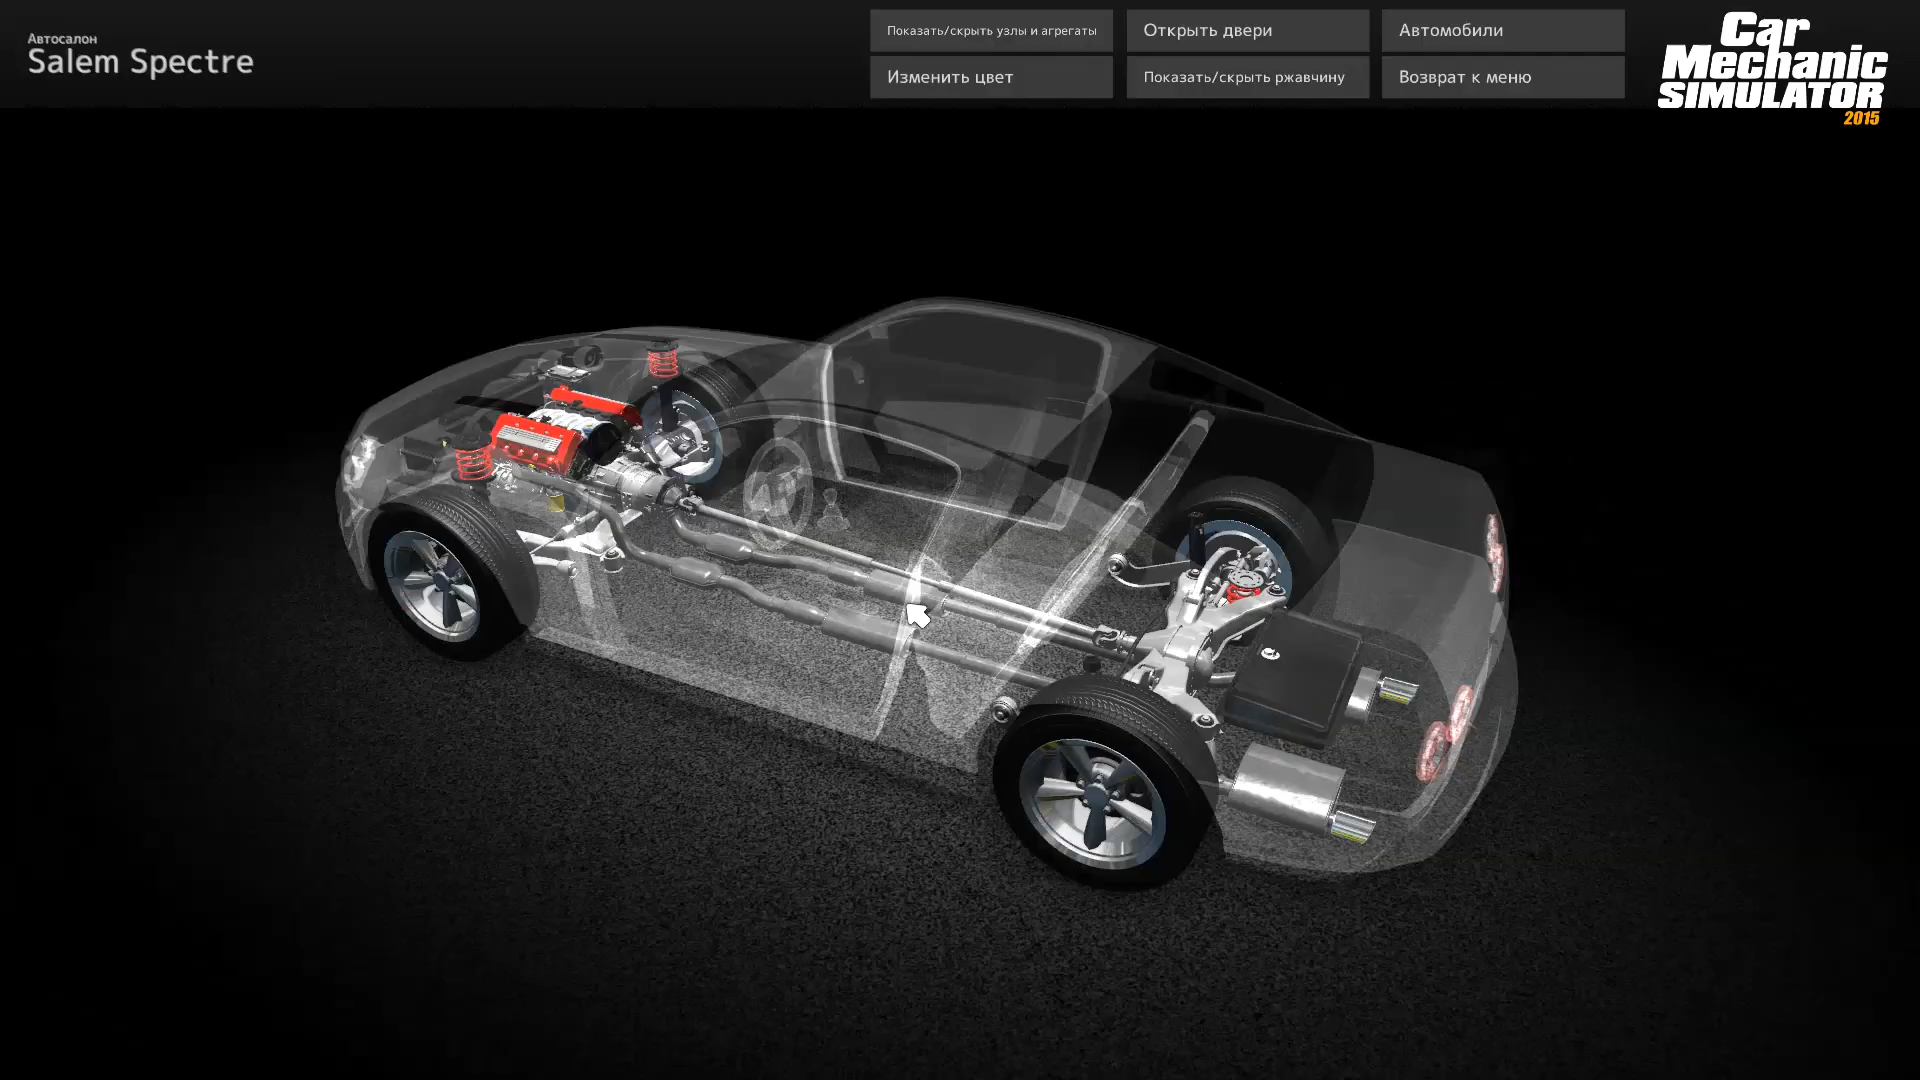 Автосалон
Salem Spectre
Показать/скрыть узлы и агрегаты
Открыть двери
Автомобили
Изменить цвет
Показать/скрыть ржавчину
Возврат к меню
Car
Mechanic
SIMULATOR
2015